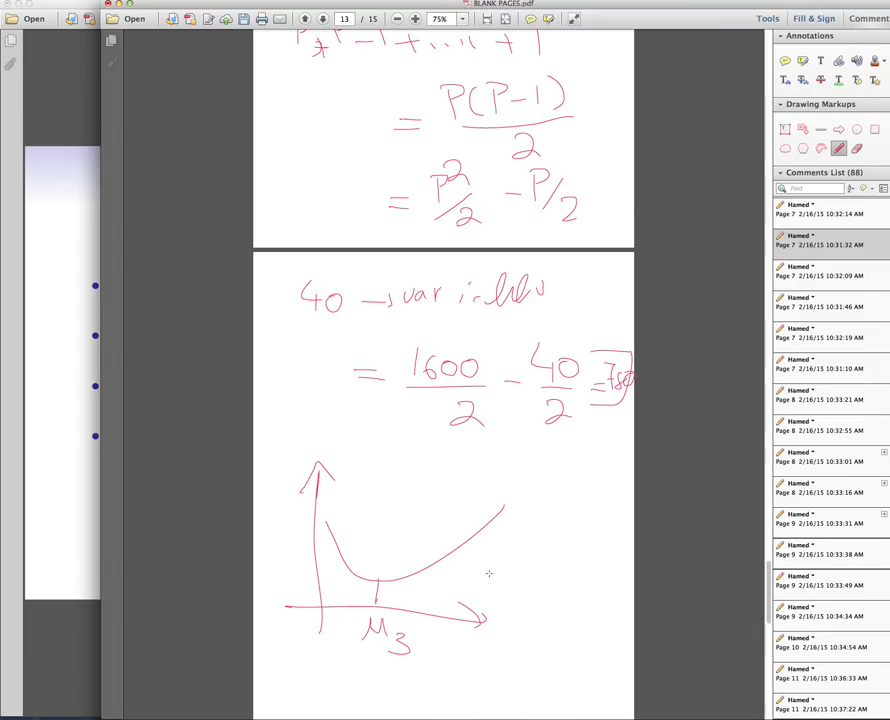 BLANK PAGES.pdf
Open
Open
13 / 15
75%
Tools
Fill & Sign
Comment
Annotations
P * P - 1 + ..... + 1
= P(P-1)
2
= P2/2 - P/2
Drawing Markups
Comments List (88)
Find
Hamed
Page 7 2/16/15 10:32:14 AM
Hamed
Page 7 2/16/15 10:31:32 AM
Hamed
Page 7 2/16/15 10:32:09 AM
Hamed
Page 7 2/16/15 10:31:46 AM
Hamed
Page 7 2/16/15 10:32:19 AM
Hamed
Page 7 2/16/15 10:31:10 AM
Hamed
Page 8 2/16/15 10:33:21 AM
Hamed
Page 8 2/16/15 10:32:55 AM
Hamed
Page 8 2/16/15 10:33:01 AM
Hamed
Page 8 2/16/15 10:33:16 AM
Hamed
Page 9 2/16/15 10:33:31 AM
Hamed
Page 9 2/16/15 10:33:38 AM
Hamed
Page 9 2/16/15 10:33:49 AM
Hamed
Page 9 2/16/15 10:34:34 AM
Hamed
Page 10 2/16/15 10:34:54 AM
Hamed
Page 11 2/16/15 10:36:33 AM
Hamed
Page 11 2/16/15 10:37:22 AM
40 →
= 1600 - 40 = 780
2 2
M3